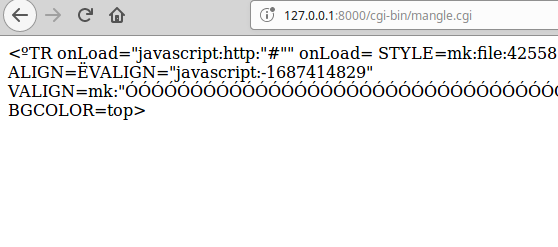 127.0.0.1:8000/cgi-bin/mangle.cgi
<ºTR onLoad="javascript:http:"#"" onLoad= STYLE=mk:file:42558
ALIGN=ËVALIGN="javascript:-1687414829"
VALIGN=mk:"ÓÓÓÓÓÓÓÓÓÓÓÓÓÓÓÓÓÓÓÓÓÓÓÓÓÓÓÓÓÓÓÓÓ
BGCOLOR=top>